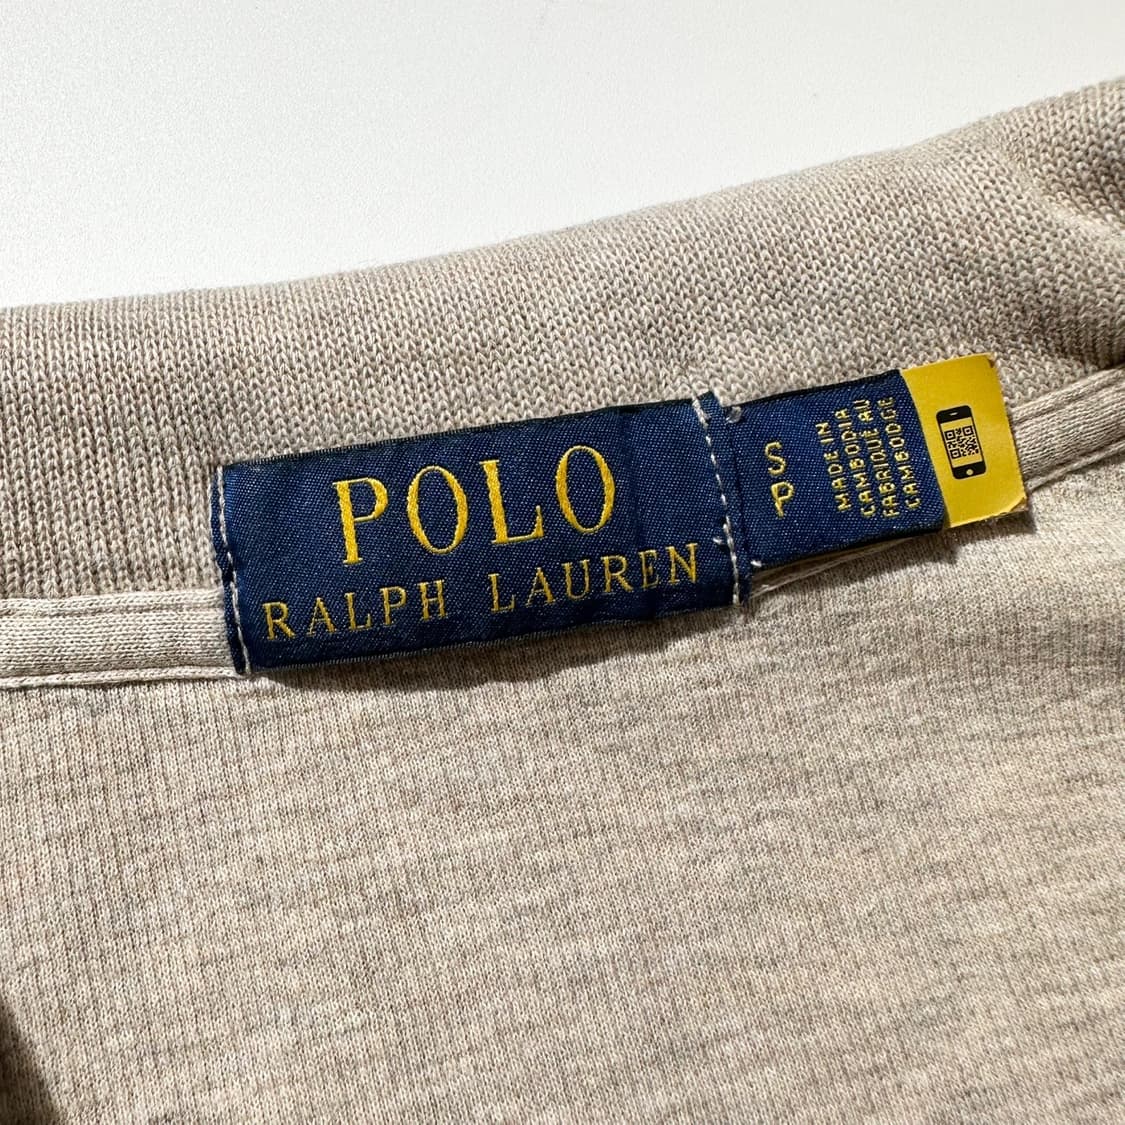 POLO
RALPH LAUREN
S
P
MADE IN
CAMBODIA
FABRIQUÉ AU
CAMBODGE